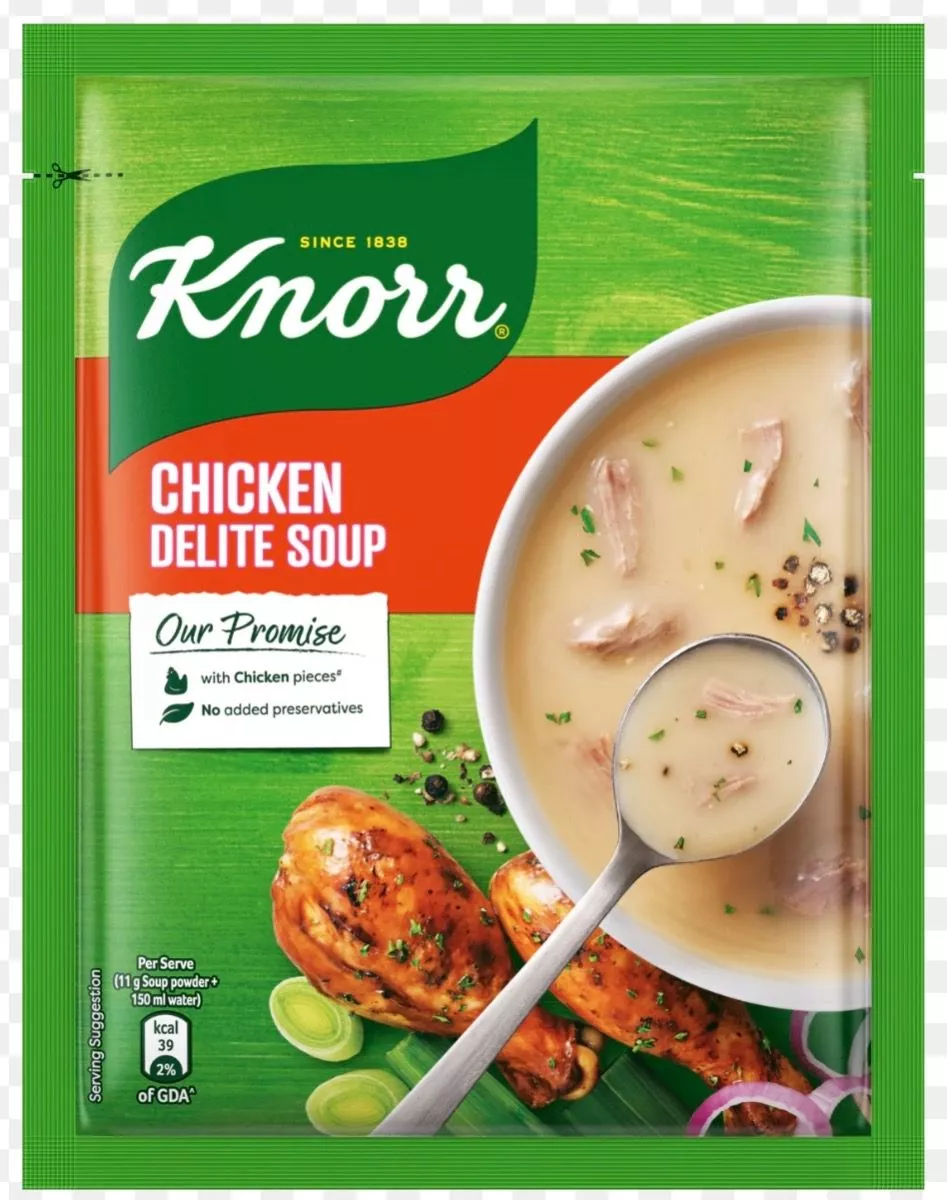 SINCE 1838
Knorr®
CHICKEN
DELITE SOUP
Our Promise
with Chicken pieces#
No added preservatives
Serving Suggestion
Per Serve
(11 g Soup powder +
150 ml water)
kcal
39
2%
of GDA^